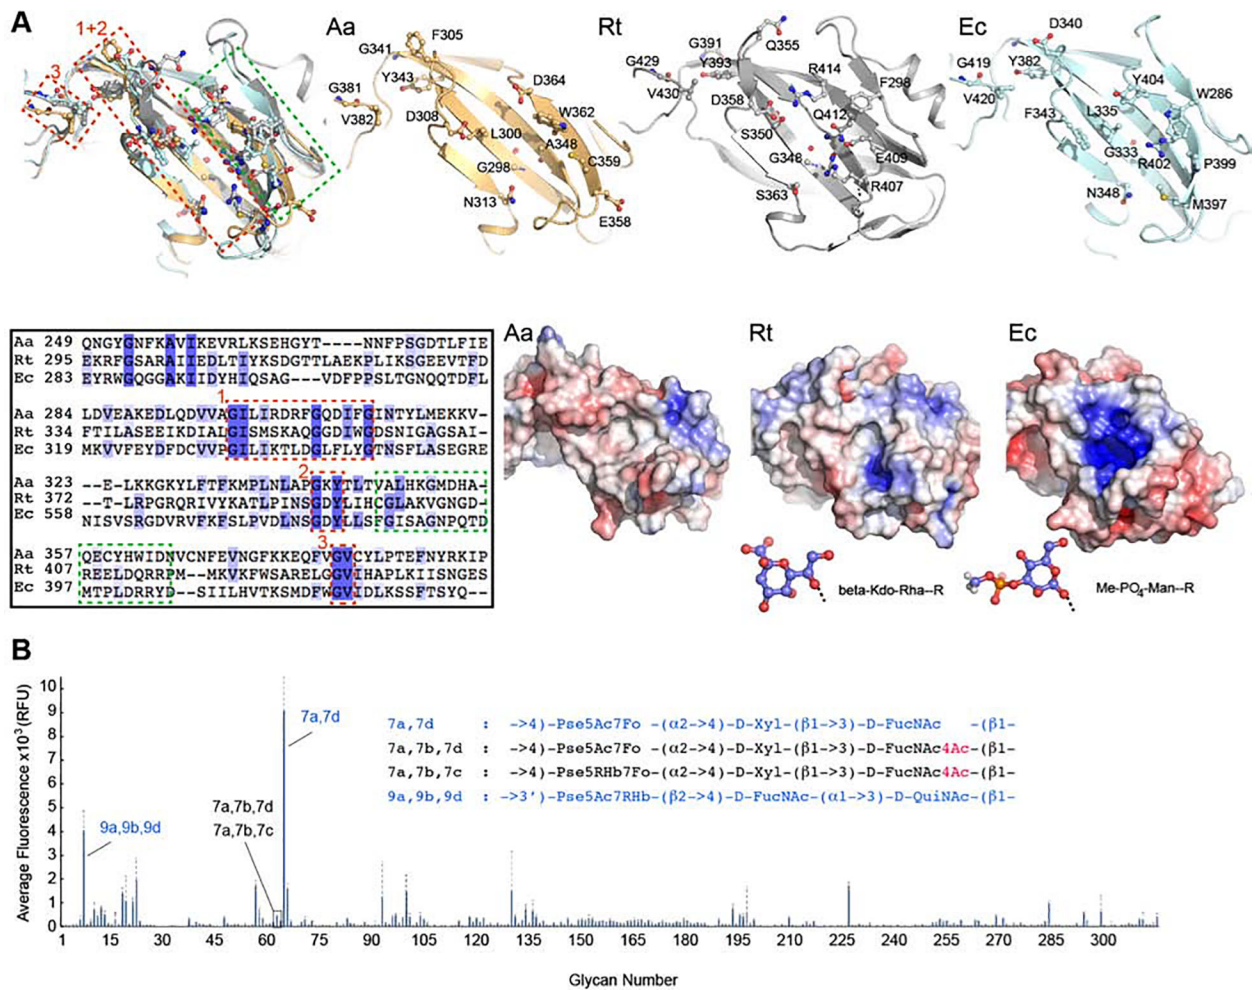 A
1+2
3
Aa
F305
G341
Y343
G381
V382
D308
L300
G298
N313
D364
W362
A348
C359
E358
Rt
Q355
G391
Y393
G429
V430
R414
F298
D358
Q412
S350
G348
E409
R407
S363
Ec
D340
G419
Y382
V420
Y404
W286
F343
L335
G333
R402
P399
N348
M397
Aa 249 QNGYGNFKAVIKEVRLKSEHGYT----NNFPSGDTLFIE
Rt 295 EKRFGSARAIIEDLTIYKSDGTTLAEKPLIKSGEEVTFD
Ec 283 EYRWGQGGAKIIDYHIQSAG---VDFPPSLTGNQQTDFL
1
Aa 284 LDVEAKEDLQDVVAGILIRDRFGQDIFGINTYLMEKKV-
Rt 334 FTILASEEIKDIALGISMSKAQGGDIWGDSNIGAGSAI-
Ec 319 MKVVFEYDFDCVVPGILIKTLDGLFLYGTNSFLASEGRE
2
Aa 323 --E-LKKGKYLFTFKMPLNLAPGKYTLTVALHKGMDHA-
Rt 372 --T-LRPGRQRIVYKATLPINSGDYLIHCGLAKVGNGD-
Ec 558 NISVSRGDVRVFKFSLPVDLNSGDYLLSFGISAGNPQTD
3
Aa 357 QECYHWIDNVCNFEVNGFKKEQFVGVCYLPTEFNYRKIP
Rt 407 REELDQRRPM--MKVKFWSARELGGVIHAPLKIISNGES
Ec 397 MTPLDRRYD-SIILHVTKSMDFWGVIDLKSSFTSYQ--
Aa
Rt
Ec
beta-Kdo-Rha--R
Me-PO4-Man--R
B
Average Fluorescence x10³(RFU)
10
9
8
7
6
5
4
3
2
1
0
9a,9b,9d
7a,7b,7d
7a,7b,7c
7a,7d
7a,7d : ->4)-Pse5Ac7Fo -(α2->4)-D-Xyl-(β1->3)-D-FucNAc -(β1-
7a,7b,7d : ->4)-Pse5Ac7Fo -(α2->4)-D-Xyl-(β1->3)-D-FucNAc4Ac-(β1-
7a,7b,7c : ->4)-Pse5RHb7Fo-(α2->4)-D-Xyl-(β1->3)-D-FucNAc4Ac-(β1-
9a,9b,9d : ->3')-Pse5Ac7RHb-(β2->4)-D-FucNAc-(α1->3)-D-QuiNAc-(β1-
1 15 30 45 60 75 90 105 120 135 150 165 180 195 210 225 240 255 270 285 300
Glycan Number